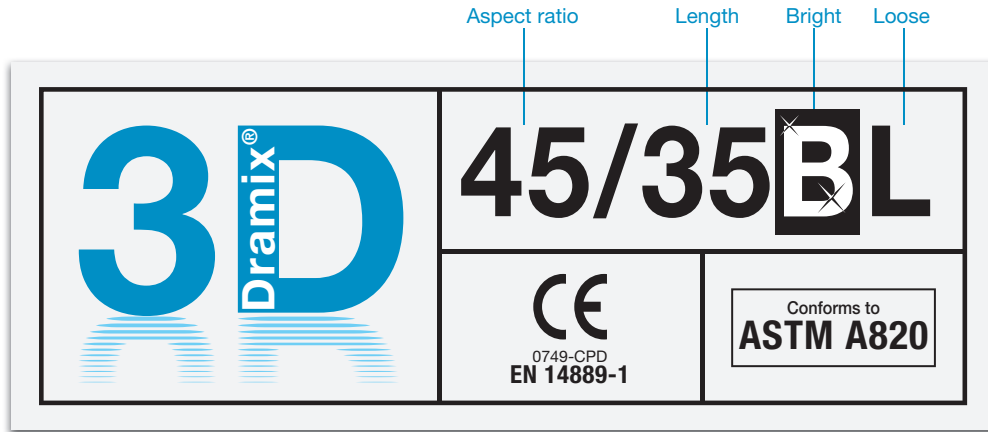 Aspect ratio Length Bright Loose
3D
Dramix®
45/35BL
CE
0749-CPD
EN 14889-1
Conforms to
ASTM A820